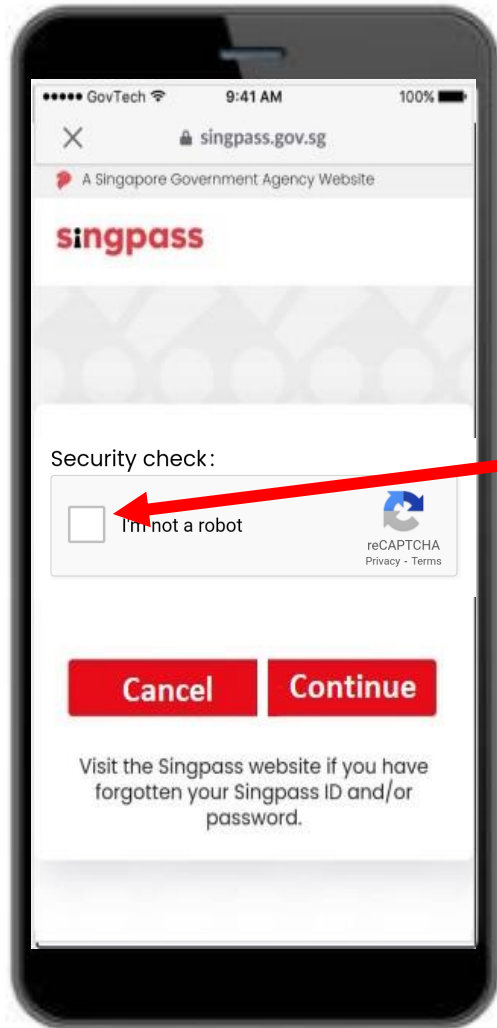 GovTech 9:41 AM 100%
singpass.gov.sg
A Singapore Government Agency Website
singpass
Security check:
I'm not a robot
reCAPTCHA
Privacy - Terms
Cancel Continue
Visit the Singpass website if you have
forgotten your Singpass ID and/or
password.